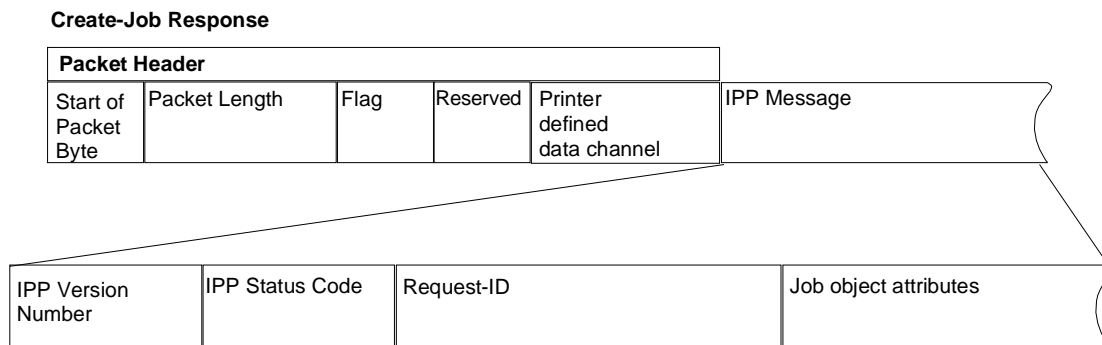 Create-Job Response
Packet Header
Start of Packet Byte
Packet Length
Flag
Reserved
Printer defined data channel
IPP Message
IPP Version Number
IPP Status Code
Request-ID
Job object attributes